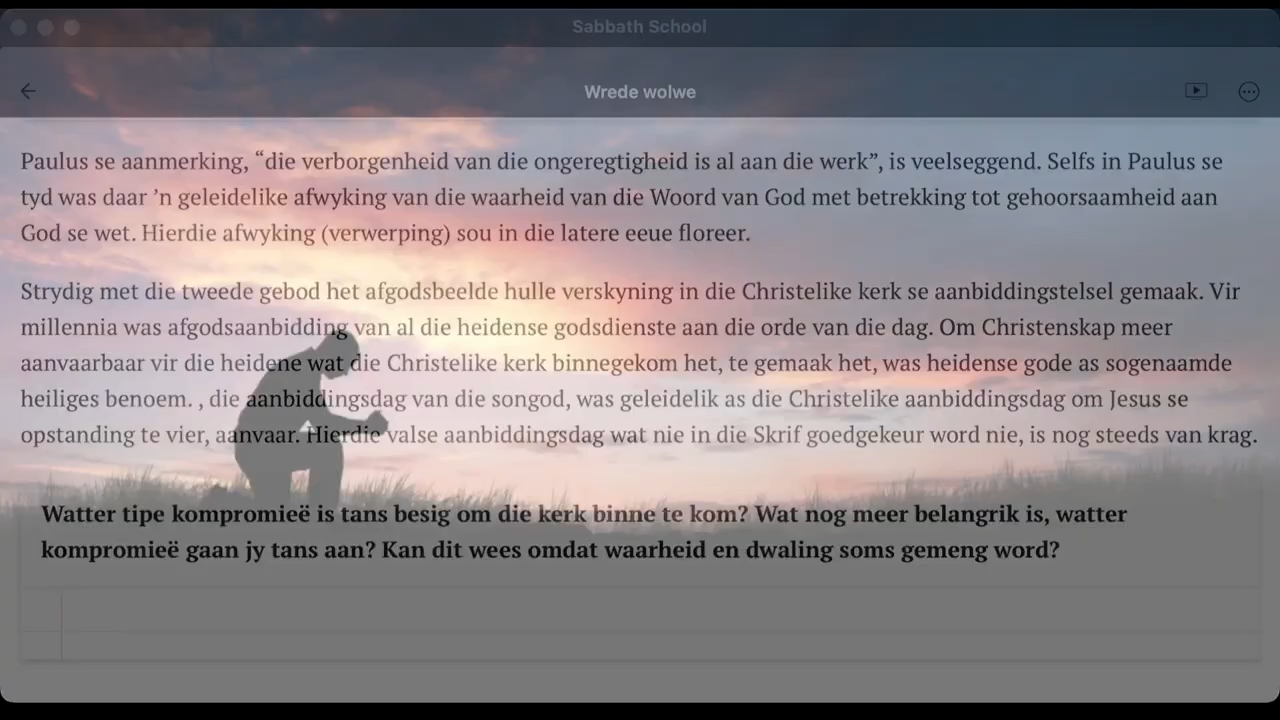 Sabbath School
Wrede wolwe
Paulus se aanmerking, “die verborgenheid van die ongeregtigheid is al aan die werk”, is veelseggend. Selfs in Paulus se
tyd was daar ’n geleidelike afwyking van die waarheid van die Woord van God met betrekking tot gehoorsaamheid aan
God se wet. Hierdie afwyking (verwerping) sou in die latere eeue floreer.
Strydig met die tweede gebod het afgodsbeelde hulle verskyning in die Christelike kerk se aanbiddingstelsel gemaak. Vir
millennia was afgodsaanbidding van al die heidense godsdienste aan die orde van die dag. Om Christenskap meer
aanvaarbaar vir die heidene wat die Christelike kerk binnegekom het, te gemaak het, was heidense gode as sogenaamde
heiliges benoem. , die aanbiddingsdag van die songod, was geleidelik as die Christelike aanbiddingsdag om Jesus se
opstanding te vier, aanvaar. Hierdie valse aanbiddingsdag wat nie in die Skrif goedgekeur word nie, is nog steeds van krag.
Watter tipe kompromieë is tans besig om die kerk binne te kom? Wat nog meer belangrik is, watter
kompromieë gaan jy tans aan? Kan dit wees omdat waarheid en dwaling soms gemeng word?